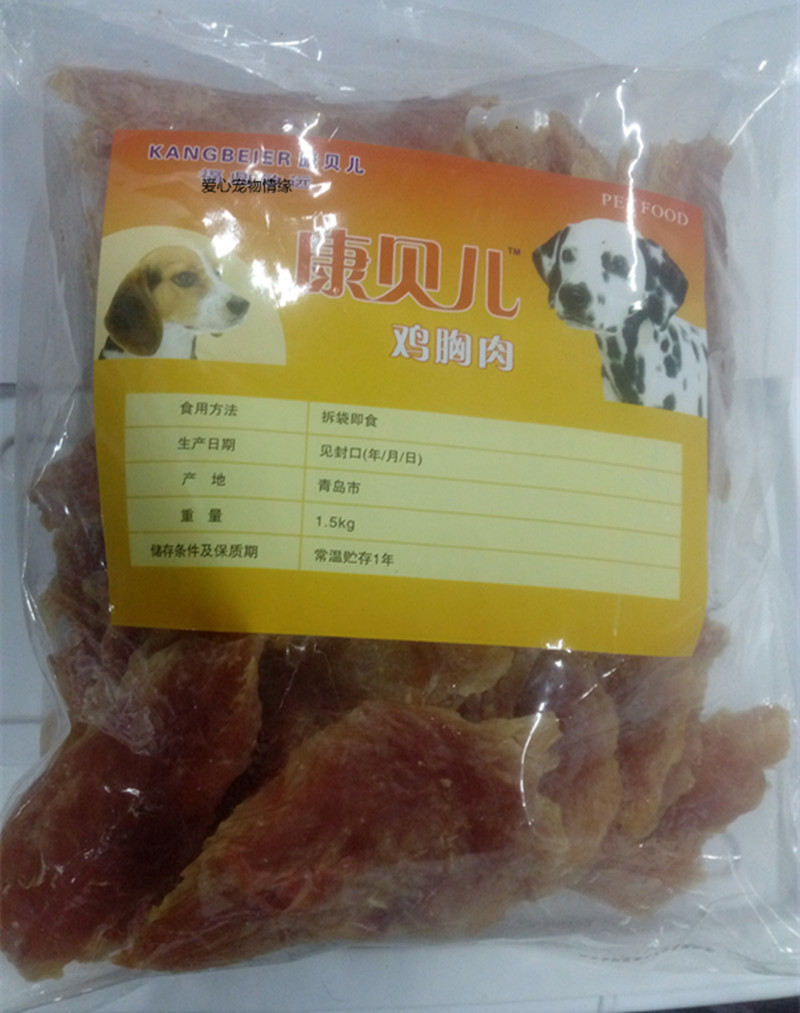 KANGBEIER 康贝儿
爱心宠物情缘
PET FOOD
康贝儿™
鸡胸肉
食用方法 拆袋即食
生产日期 见封口(年/月/日)
产 地 青岛市
重 量 1.5kg
储存条件及保质期 常温贮存1年